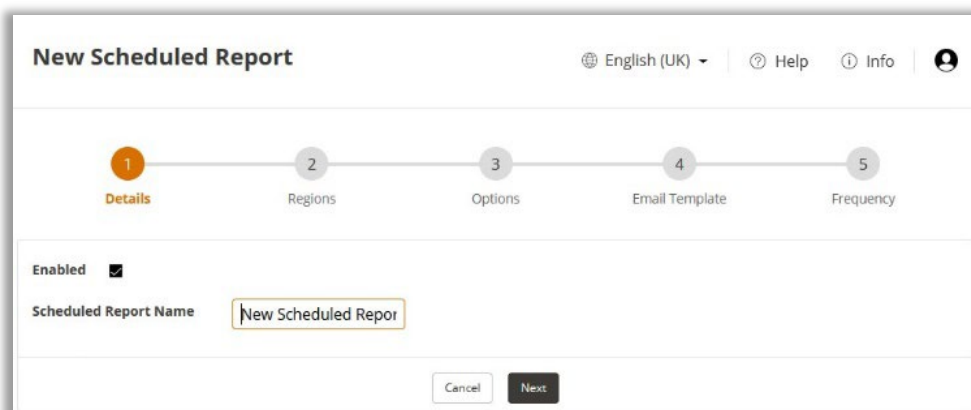 New Scheduled Report
English (UK)
Help
Info
1
2
3
4
5
Details
Regions
Options
Email Template
Frequency
Enabled
Scheduled Report Name
New Scheduled Repor
Cancel
Next